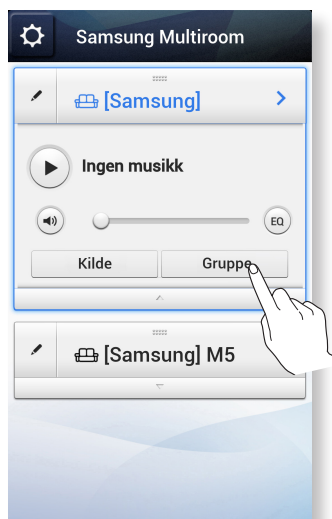 Samsung Multiroom
[Samsung]
Ingen musikk
EQ
Kilde Gruppe
[Samsung] M5